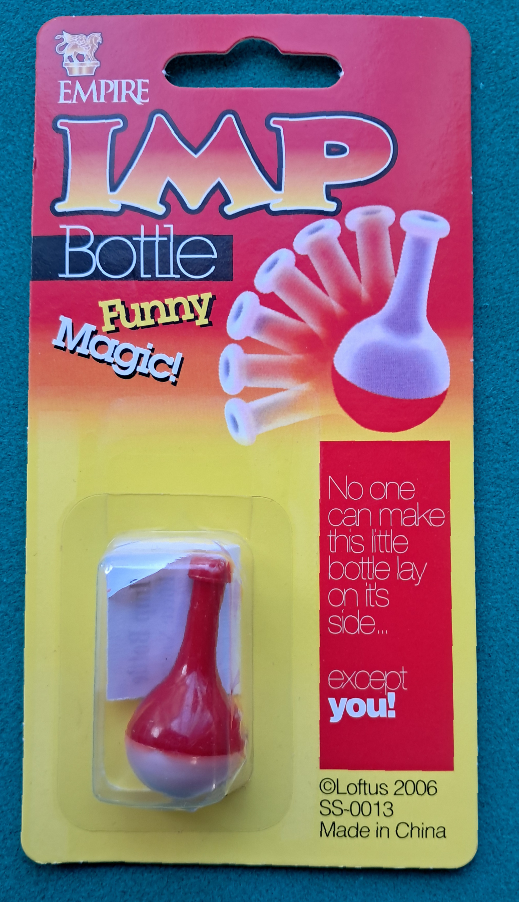 EMPIRE
IMP
Bottle
Funny
Magic!
No one
can make
this little
bottle lay
on it's
side...
except
you!
©Loftus 2006
SS-0013
Made in China